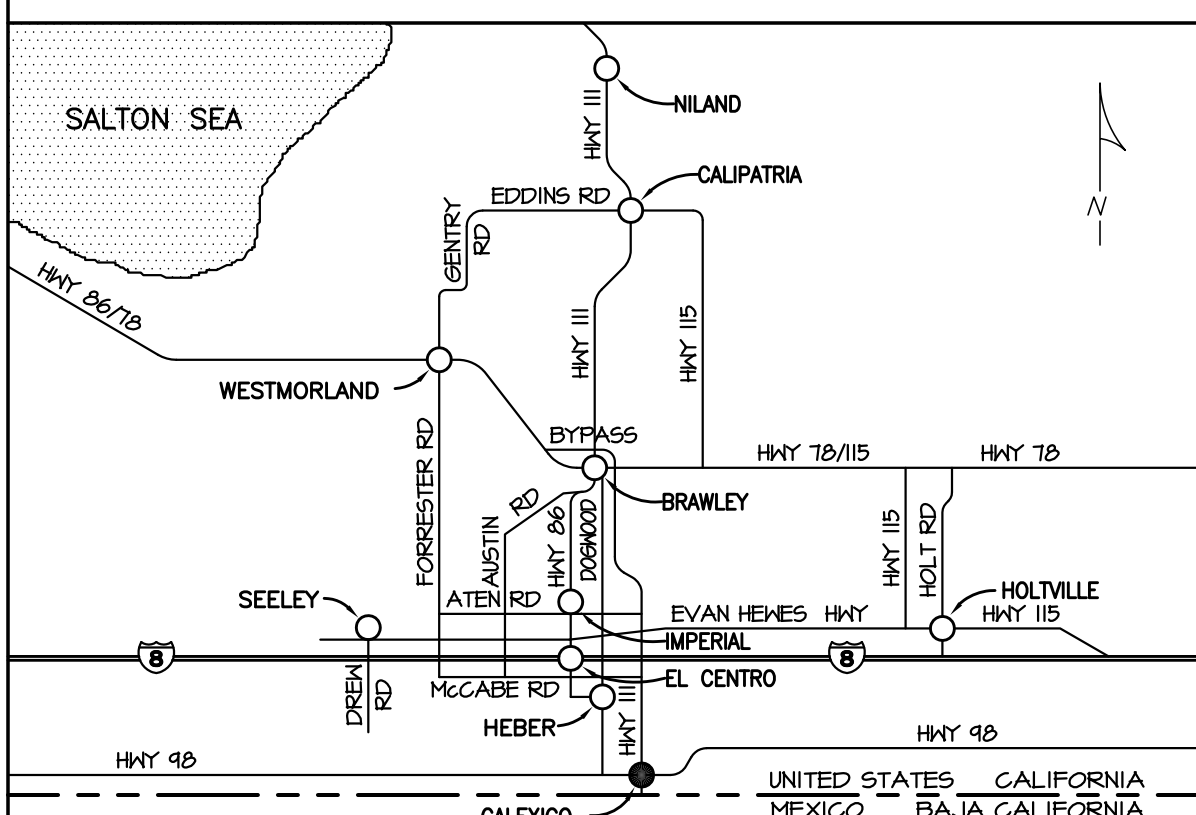 SALTON SEA
NILAND
HWY 111
CALIPATRIA
EDDINS RD
GENTRY
RD
N
HWY 86/78
HWY 111
HWY 115
WESTMORLAND
BYPASS
HWY 78/115
HWY 78
FORRESTER RD
BRAWLEY
AUSTIN RD
HWY 86
DOGWOOD
HWY 115
HOLT RD
SEELEY
ATEN RD
HOLTVILLE
EVAN HEWES HWY
HWY 115
IMPERIAL
8
8
EL CENTRO
DREW
RD
McCABE RD
HEBER
HWY 111
HWY 98
HWY 98
UNITED STATES CALIFORNIA
MEXICO BAJA CALIFORNIA
CALEXICO